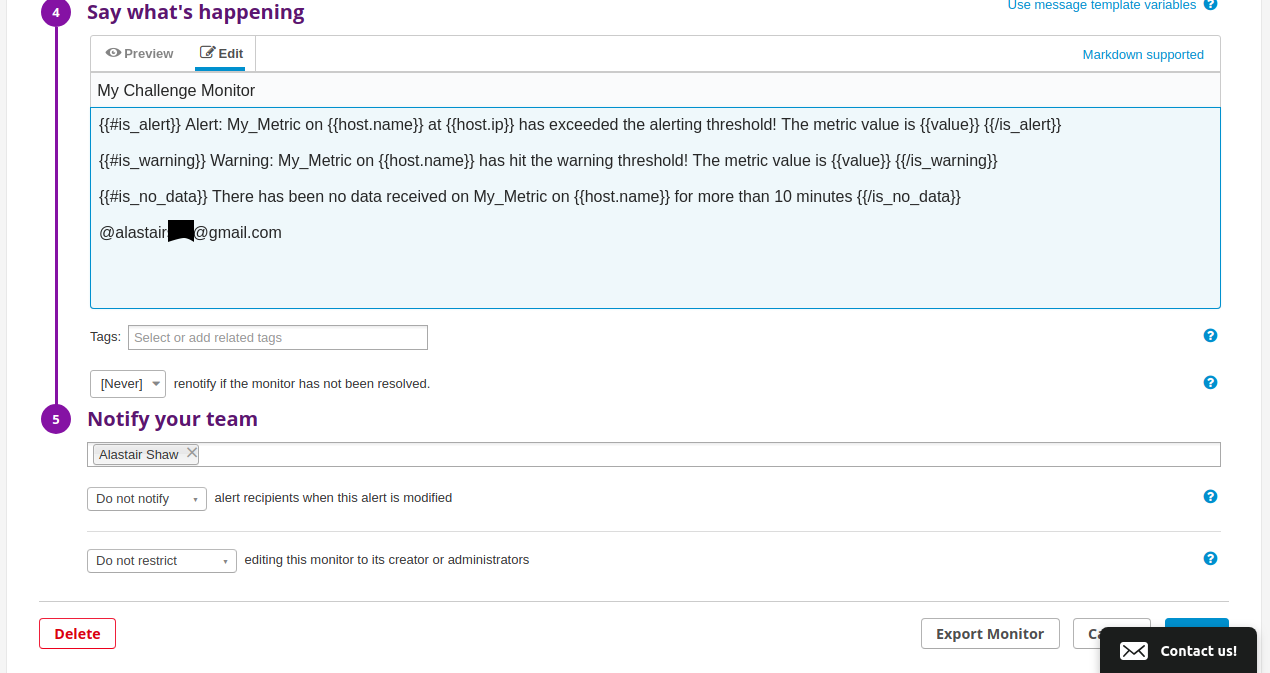 4 Say what's happening
Use message template variables ?
Preview Edit
Markdown supported
My Challenge Monitor
{{#is_alert}} Alert: My_Metric on {{host.name}} at {{host.ip}} has exceeded the alerting threshold! The metric value is {{value}} {{/is_alert}}
{{#is_warning}} Warning: My_Metric on {{host.name}} has hit the warning threshold! The metric value is {{value}} {{/is_warning}}
{{#is_no_data}} There has been no data received on My_Metric on {{host.name}} for more than 10 minutes {{/is_no_data}}
@alastair @gmail.com
Tags: Select or add related tags ?
[Never] renotify if the monitor has not been resolved. ?
5 Notify your team
Alastair Shaw
Do not notify alert recipients when this alert is modified ?
Do not restrict editing this monitor to its creator or administrators ?
Delete
Export Monitor
Contact us!